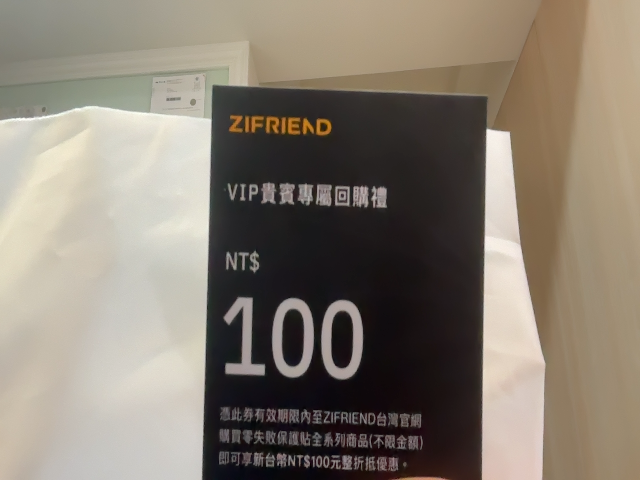 ZIFRIEND
VIP貴賓專屬回購禮
NT$
100
憑此券有效期限內至ZIFRIEND台灣官網
購買零失敗保護貼全系列商品(不限金額)
即可享新台幣NT$100元整折抵優惠。